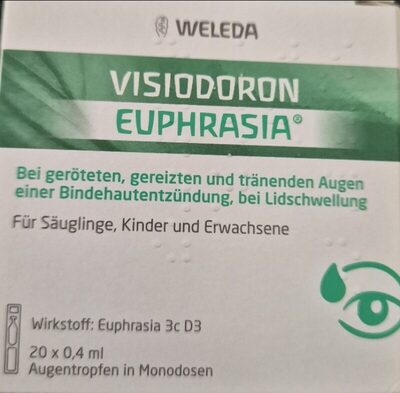 WELEDA
VISIODORON
EUPHRASIA®
Bei geröteten, gereizten und tränenden Augen
einer Bindehautentzündung, bei Lidschwellung
Für Säuglinge, Kinder und Erwachsene
Wirkstoff: Euphrasia 3c D3
20 x 0,4 ml
Augentropfen in Monodosen